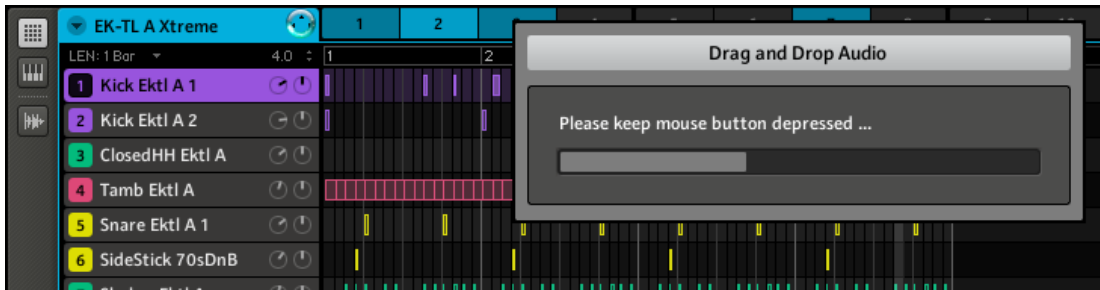 EK-TL A Xtreme
1
2
LEN: 1 Bar
4.0
1
2
1 Kick Ektl A 1
2 Kick Ektl A 2
3 ClosedHH Ektl A
4 Tamb Ektl A
5 Snare Ektl A 1
6 SideStick 70sDnB
Drag and Drop Audio
Please keep mouse button depressed ...